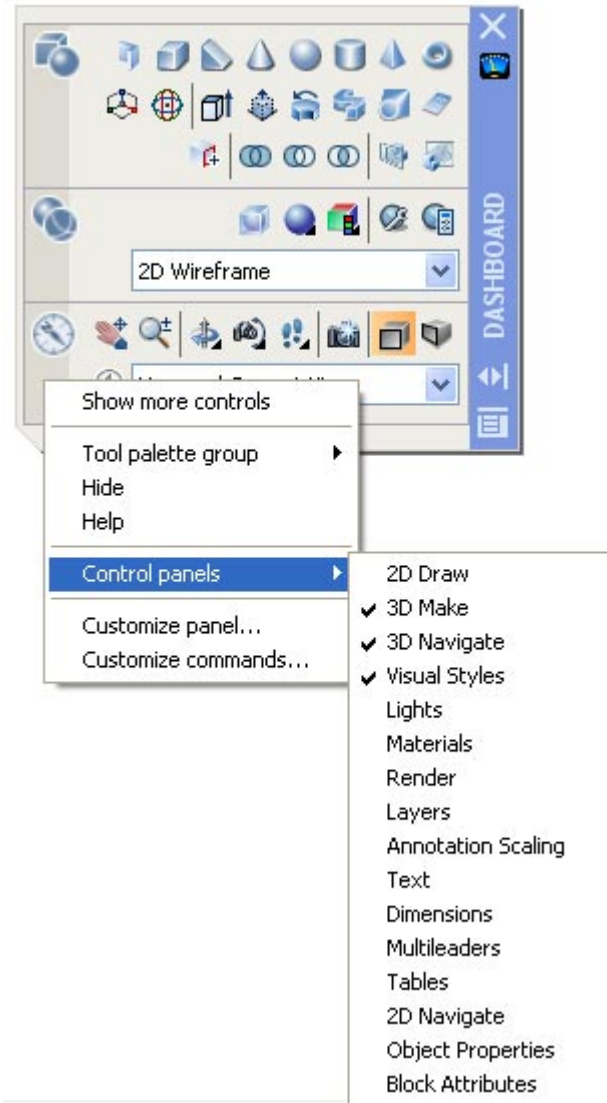 DASHBOARD
2D Wireframe
Show more controls
Tool palette group
Hide
Help
Control panels
Customize panel...
Customize commands...
2D Draw
3D Make
3D Navigate
Visual Styles
Lights
Materials
Render
Layers
Annotation Scaling
Text
Dimensions
Multileaders
Tables
2D Navigate
Object Properties
Block Attributes